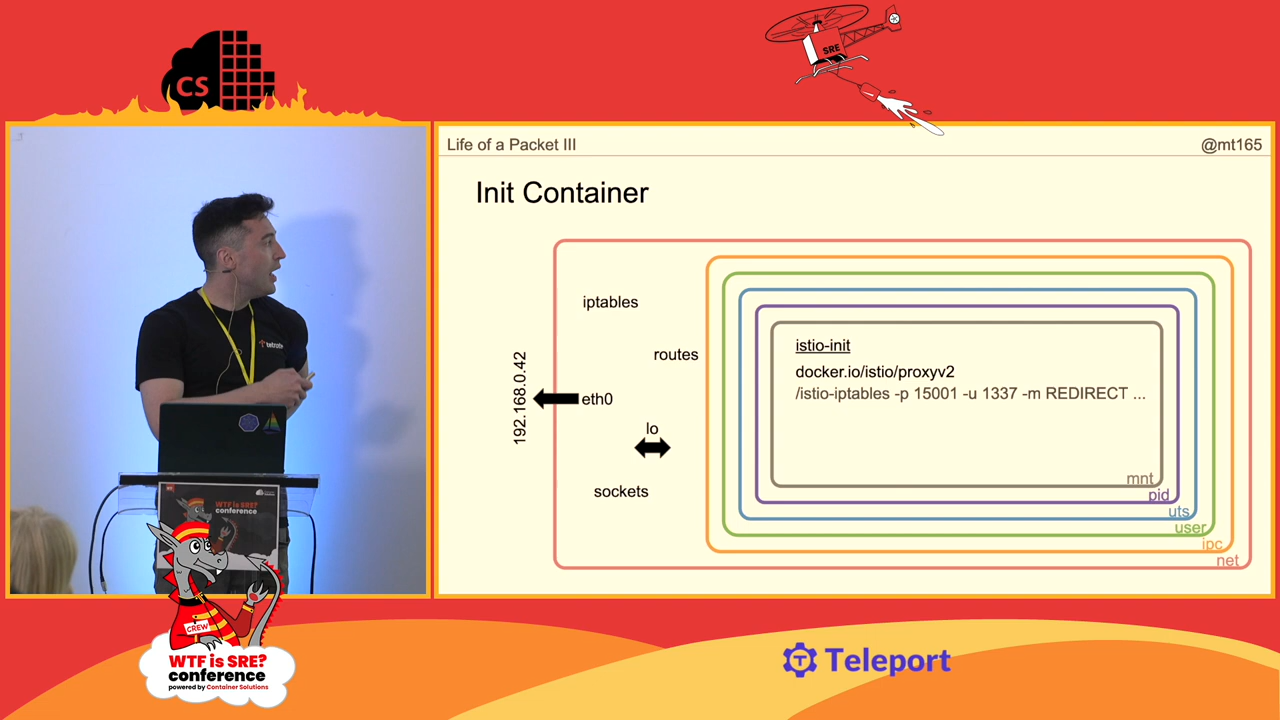 CS
SRE
Life of a Packet III
@mt165
Init Container
iptables
routes
192.168.0.42
eth0
lo
sockets
istio-init
docker.io/istio/proxyv2
/istio-iptables -p 15001 -u 1337 -m REDIRECT ...
mnt
pid
uts
user
ipc
net
WTF is SRE?
conference
CREW
WTF is SRE?
conference
powered by Container Solutions
Teleport